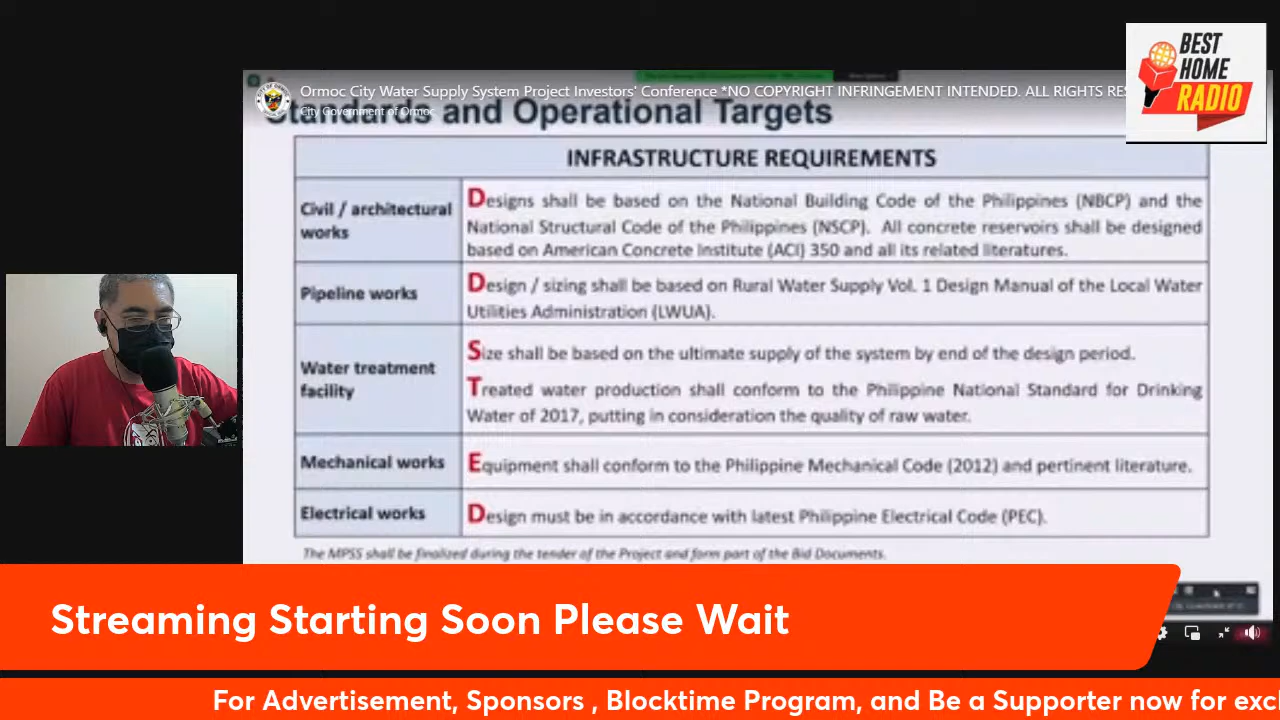 BEST
HOME
RADIO
Ormoc City Water Supply System Project Investors' Conference *NO COPYRIGHT INFRINGEMENT INTENDED. ALL RIGHTS RES
City Government of Ormoc
Standards and Operational Targets
INFRASTRUCTURE REQUIREMENTS
Civil / architectural
works
Designs shall be based on the National Building Code of the Philippines (NBCP) and the
National Structural Code of the Philippines (NSCP). All concrete reservoirs shall be designed
based on American Concrete Institute (ACI) 350 and all its related literatures.
Pipeline works
Design / sizing shall be based on Rural Water Supply Vol. 1 Design Manual of the Local Water
Utilities Administration (LWUA).
Water treatment
facility
Size shall be based on the ultimate supply of the system by end of the design period.
Treated water production shall conform to the Philippine National Standard for Drinking
Water of 2017, putting in consideration the quality of raw water.
Mechanical works
Equipment shall conform to the Philippine Mechanical Code (2012) and pertinent literature.
Electrical works
Design must be in accordance with latest Philippine Electrical Code (PEC).
The MPSS shall be finalized during the tender of the Project and form part of the Bid Documents.
Streaming Starting Soon Please Wait
For Advertisement, Sponsors , Blocktime Program, and Be a Supporter now for exc